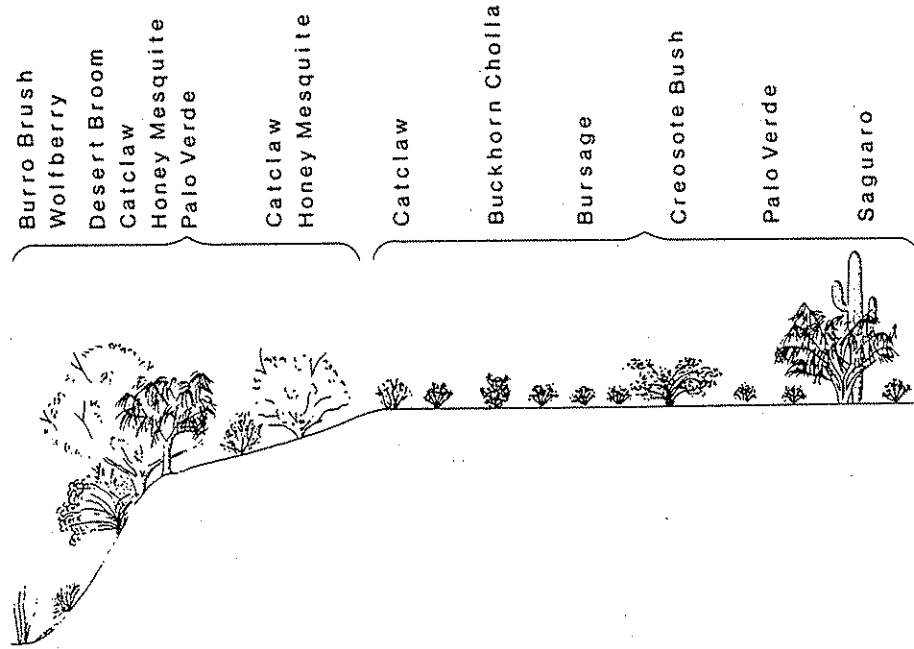 Burro Brush
Wolfberry
Desert Broom
Catclaw
Honey Mesquite
Palo Verde
Catclaw
Honey Mesquite
Catclaw
Buckhorn Cholla
Bursage
Creosote Bush
Palo Verde
Saguaro